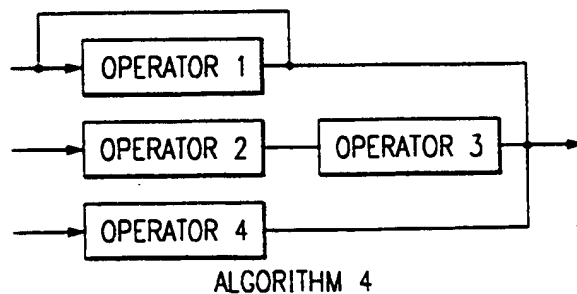 OPERATOR 1
OPERATOR 2
OPERATOR 3
OPERATOR 4
ALGORITHM 4